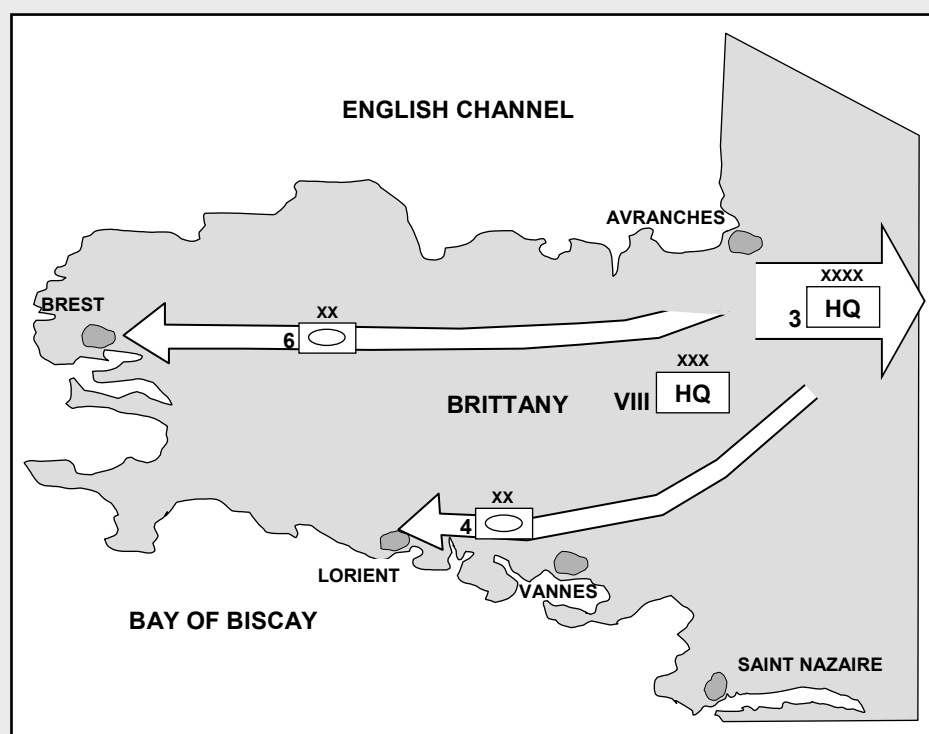 ENGLISH CHANNEL
AVRANCHES
XXXX
3 HQ
BREST
XX
6
XXX
BRITTANY VIII HQ
XX
4
LORIENT
VANNES
BAY OF BISCAY
SAINT NAZAIRE